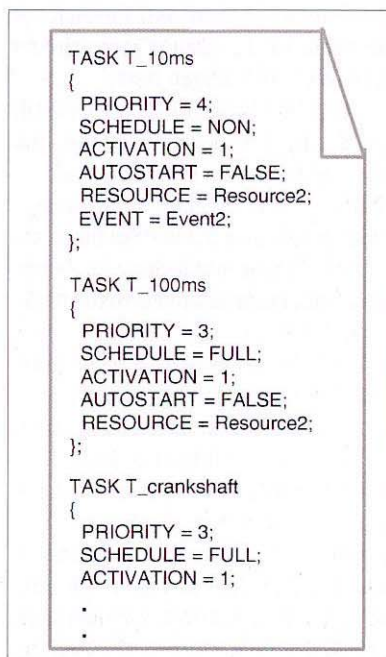 TASK T_10ms
{
PRIORITY = 4;
SCHEDULE = NON;
ACTIVATION = 1;
AUTOSTART = FALSE;
RESOURCE = Resource2;
EVENT = Event2;
};
TASK T_100ms
{
PRIORITY = 3;
SCHEDULE = FULL;
ACTIVATION = 1;
AUTOSTART = FALSE;
RESOURCE = Resource2;
};
TASK T_crankshaft
{
PRIORITY = 3;
SCHEDULE = FULL;
ACTIVATION = 1;
.
.